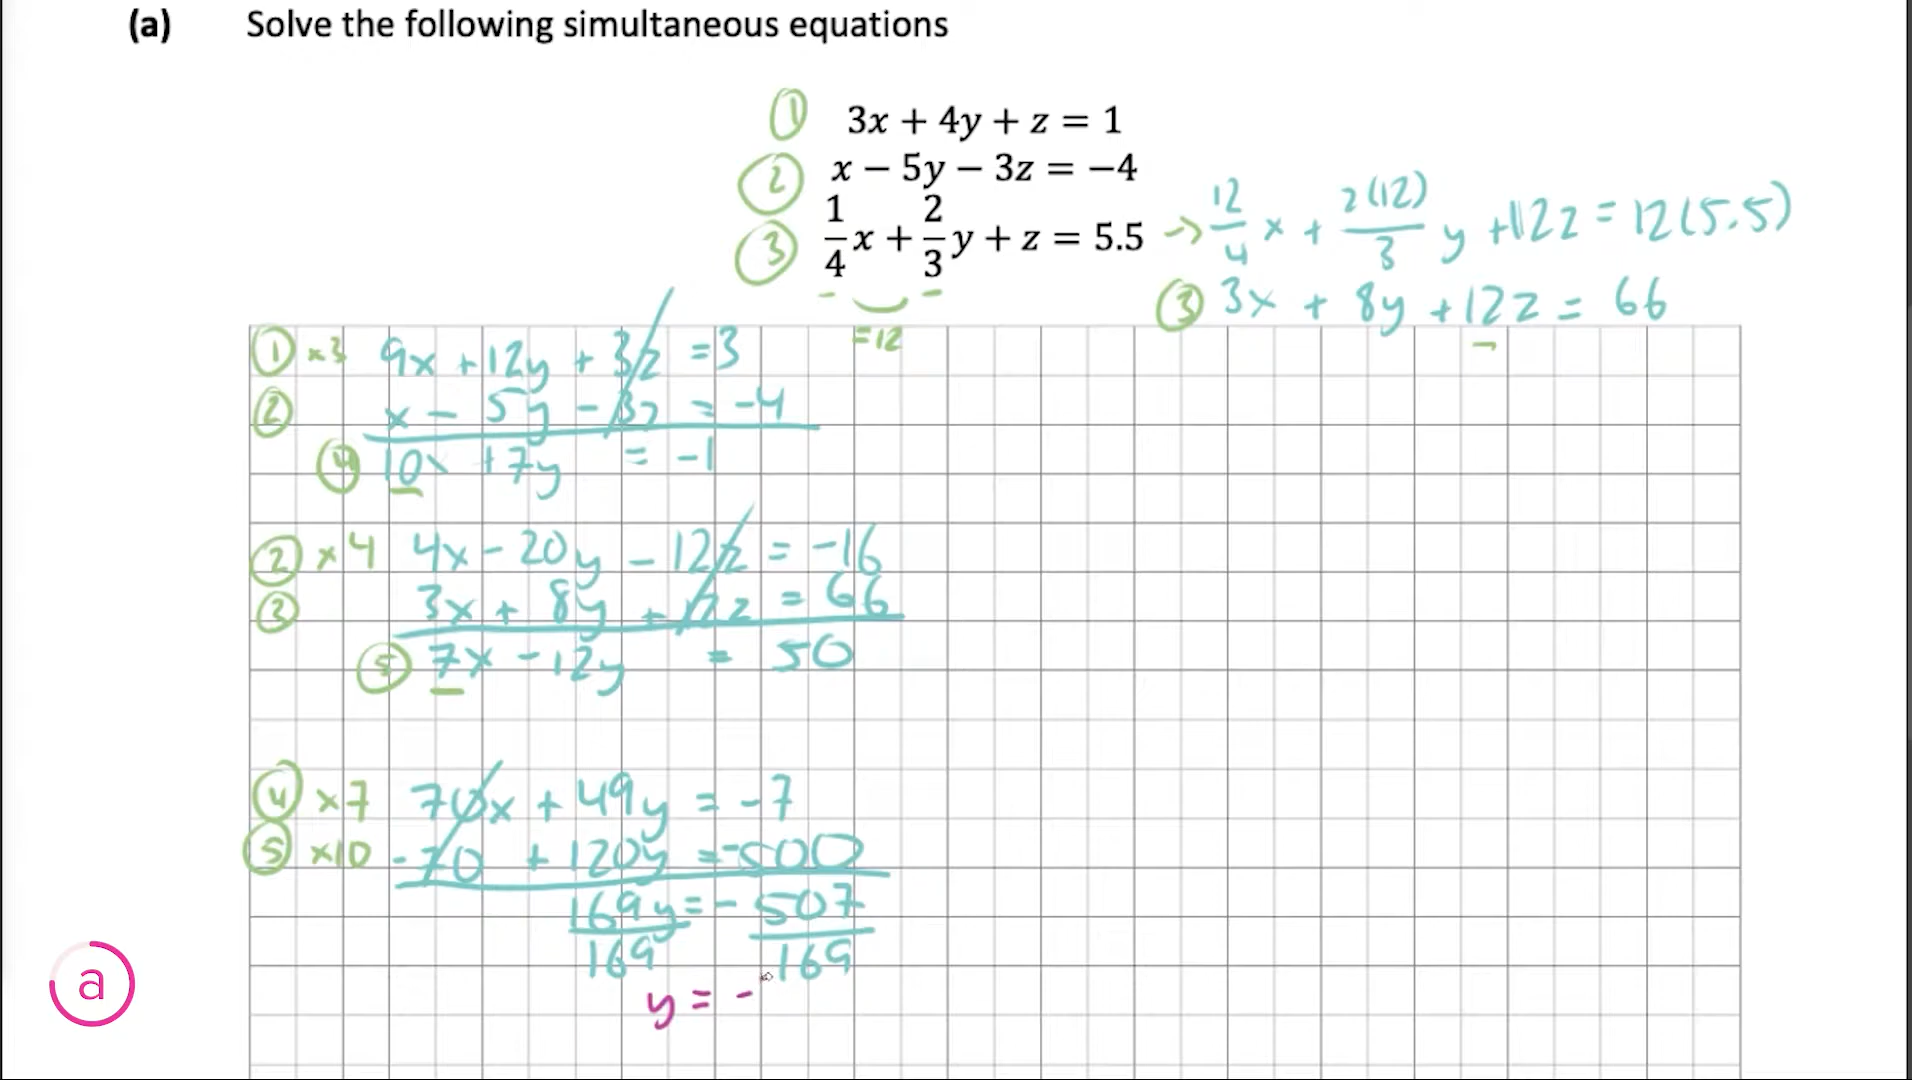 (a) Solve the following simultaneous equations
① 3x + 4y + z = 1
② x − 5y − 3z = −4
③ 1/4 x + 2/3 y + z = 5.5 → 12/4 x + 2(12)/3 y + 12z = 12(5.5)
=12
③ 3x + 8y + 12z = 66
① ×3 9x + 12y + 3z = 3
② x − 5y − 3z = −4
④ 10x + 7y = −1
② ×4 4x − 20y − 12z = −16
③ 3x + 8y + 12z = 66
⑤ 7x − 12y = 50
④ ×7 70x + 49y = −7
⑤ ×10 −70 + 120y = −500
169y = − 507
169 169
y = −
a